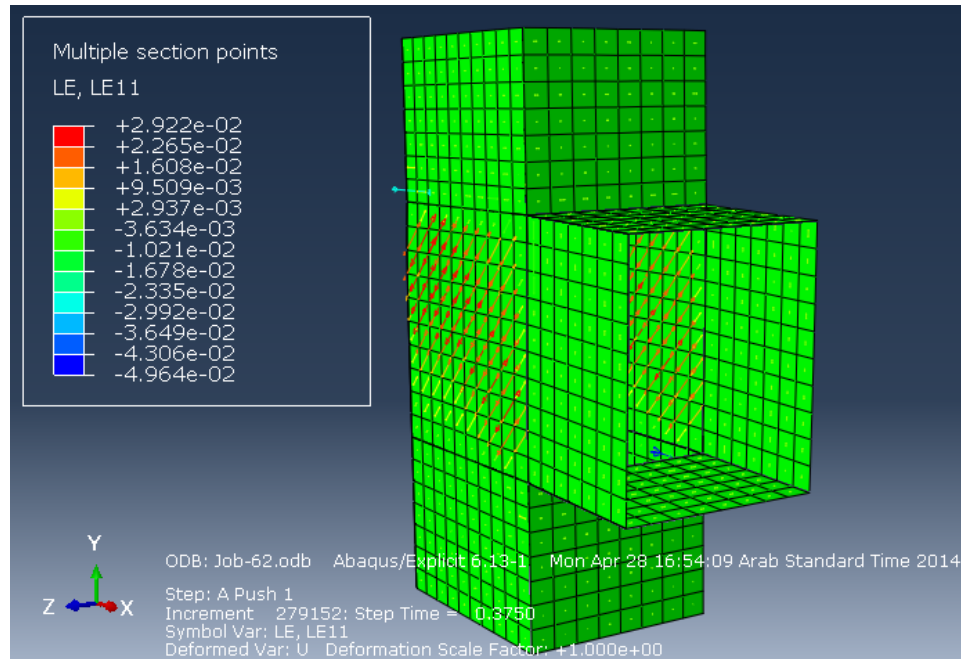 Multiple section points
LE, LE11
+2.922e-02
+2.265e-02
+1.608e-02
+9.509e-03
+2.937e-03
-3.634e-03
-1.021e-02
-1.678e-02
-2.335e-02
-2.992e-02
-3.649e-02
-4.306e-02
-4.964e-02
Y
Z
X
ODB: Job-62.odb Abaqus/Explicit 6.13-1 Mon Apr 28 16:54:09 Arab Standard Time 2014
Step: A Push 1
Increment 279152: Step Time = 0.3750
Symbol Var: LE, LE11
Deformed Var: U Deformation Scale Factor: +1.000e+00